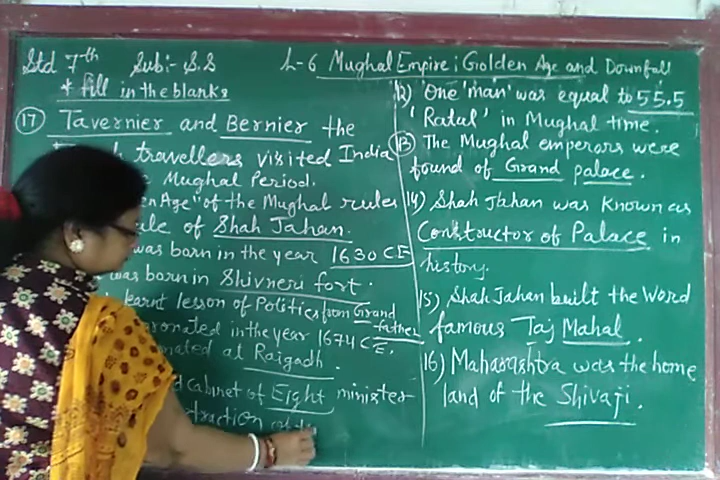 Std 7th Sub:- S.S L-6 Mughal Empire; Golden Age and Downfall
* Fill in the blanks
17) Tavernier and Bernier the
travellers visited India
Mughal Period.
Age" of the Mughal rules
of Shah Jahan.
was born in the year 1630 CE
was born in Shivneri fort.
learnt lesson of Politics from Grand
father
in the year 1674 CE.
at Raigadh.
Cabinet of Eight minister
of
12) 'One 'man' was equal to 55.5
'Ratal' in Mughal time.
13) The Mughal emperors were
found of Grand palace.
14) Shah Jahan was known as
Constructor of Palace in
history.
15) Shah Jahan built the Word
famous Taj Mahal.
16) Maharashtra was the home
land of the Shivaji.